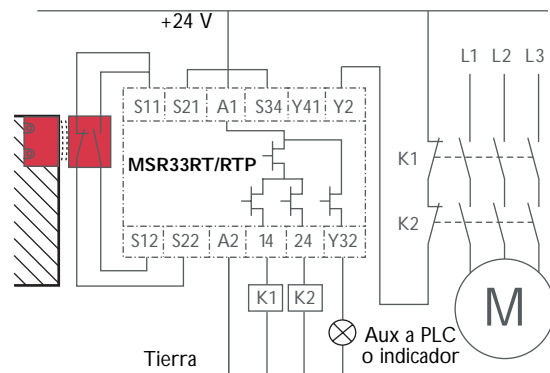 +24 V
L1 L2 L3
S11 S21 A1 S34 Y41 Y2
MSR33RT/RTP
K1
K2
S12 S22 A2 14 24 Y32
K1 K2
M
Aux a PLC
o indicador
Tierra